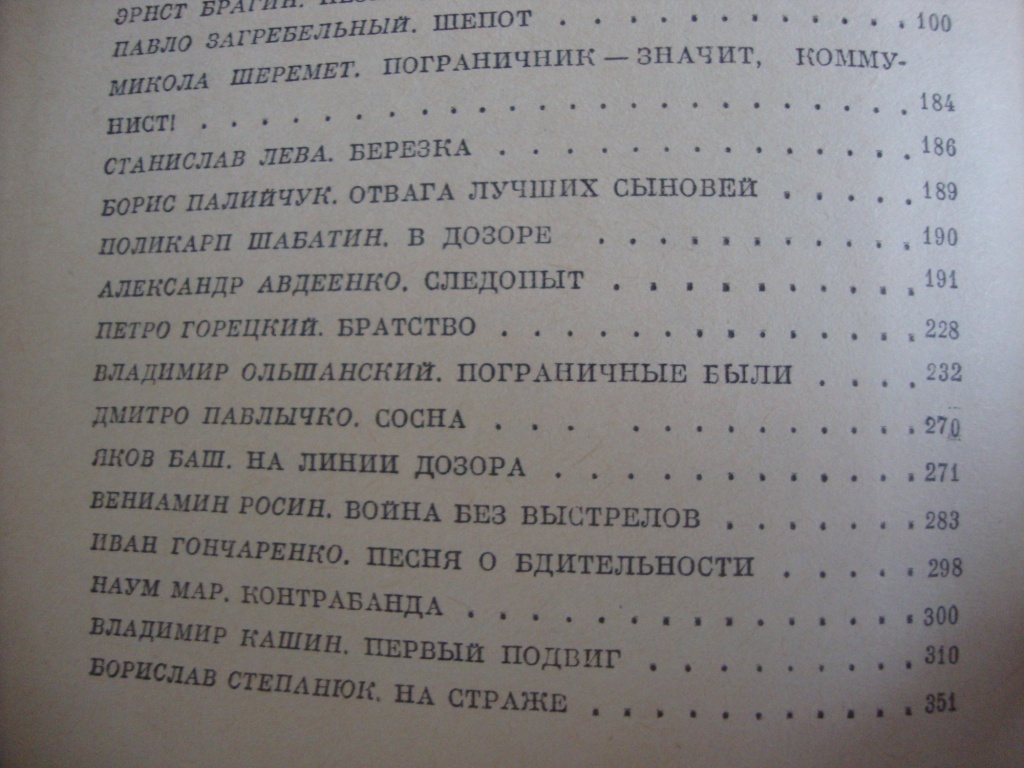 ЭРНСТ БРАГИН.
ПАВЛО ЗАГРЕБЕЛЬНЫЙ. ШЕПОТ . . . . . . . . . . . 100
МИКОЛА ШЕРЕМЕТ. ПОГРАНИЧНИК — ЗНАЧИТ, КОММУ-
НИСТ! . . . . . . . . . . . . . . . . . . . . . . . . 184
СТАНИСЛАВ ЛЕВА. БЕРЕЗКА . . . . . . . . . . . . . 186
БОРИС ПАЛИЙЧУК. ОТВАГА ЛУЧШИХ СЫНОВЕЙ . . . . . 189
ПОЛИКАРП ШАБАТИН. В ДОЗОРЕ . . . . . . . . . . . 190
АЛЕКСАНДР АВДЕЕНКО. СЛЕДОПЫТ . . . . . . . . . . 191
ПЕТРО ГОРЕЦКИЙ. БРАТСТВО . . . . . . . . . . . . . 228
ВЛАДИМИР ОЛЬШАНСКИЙ. ПОГРАНИЧНЫЕ БЫЛИ . . . . 232
ДМИТРО ПАВЛЫЧКО. СОСНА . . . . . . . . . . . . . 270
ЯКОВ БАШ. НА ЛИНИИ ДОЗОРА . . . . . . . . . . . . 271
ВЕНИАМИН РОСИН. ВОЙНА БЕЗ ВЫСТРЕЛОВ . . . . . . 283
ИВАН ГОНЧАРЕНКО. ПЕСНЯ О БДИТЕЛЬНОСТИ . . . . . 298
НАУМ МАР. КОНТРАБАНДА . . . . . . . . . . . . . . 300
ВЛАДИМИР КАШИН. ПЕРВЫЙ ПОДВИГ . . . . . . . . . 310
БОРИСЛАВ СТЕПАНЮК. НА СТРАЖЕ . . . . . . . . . . 351